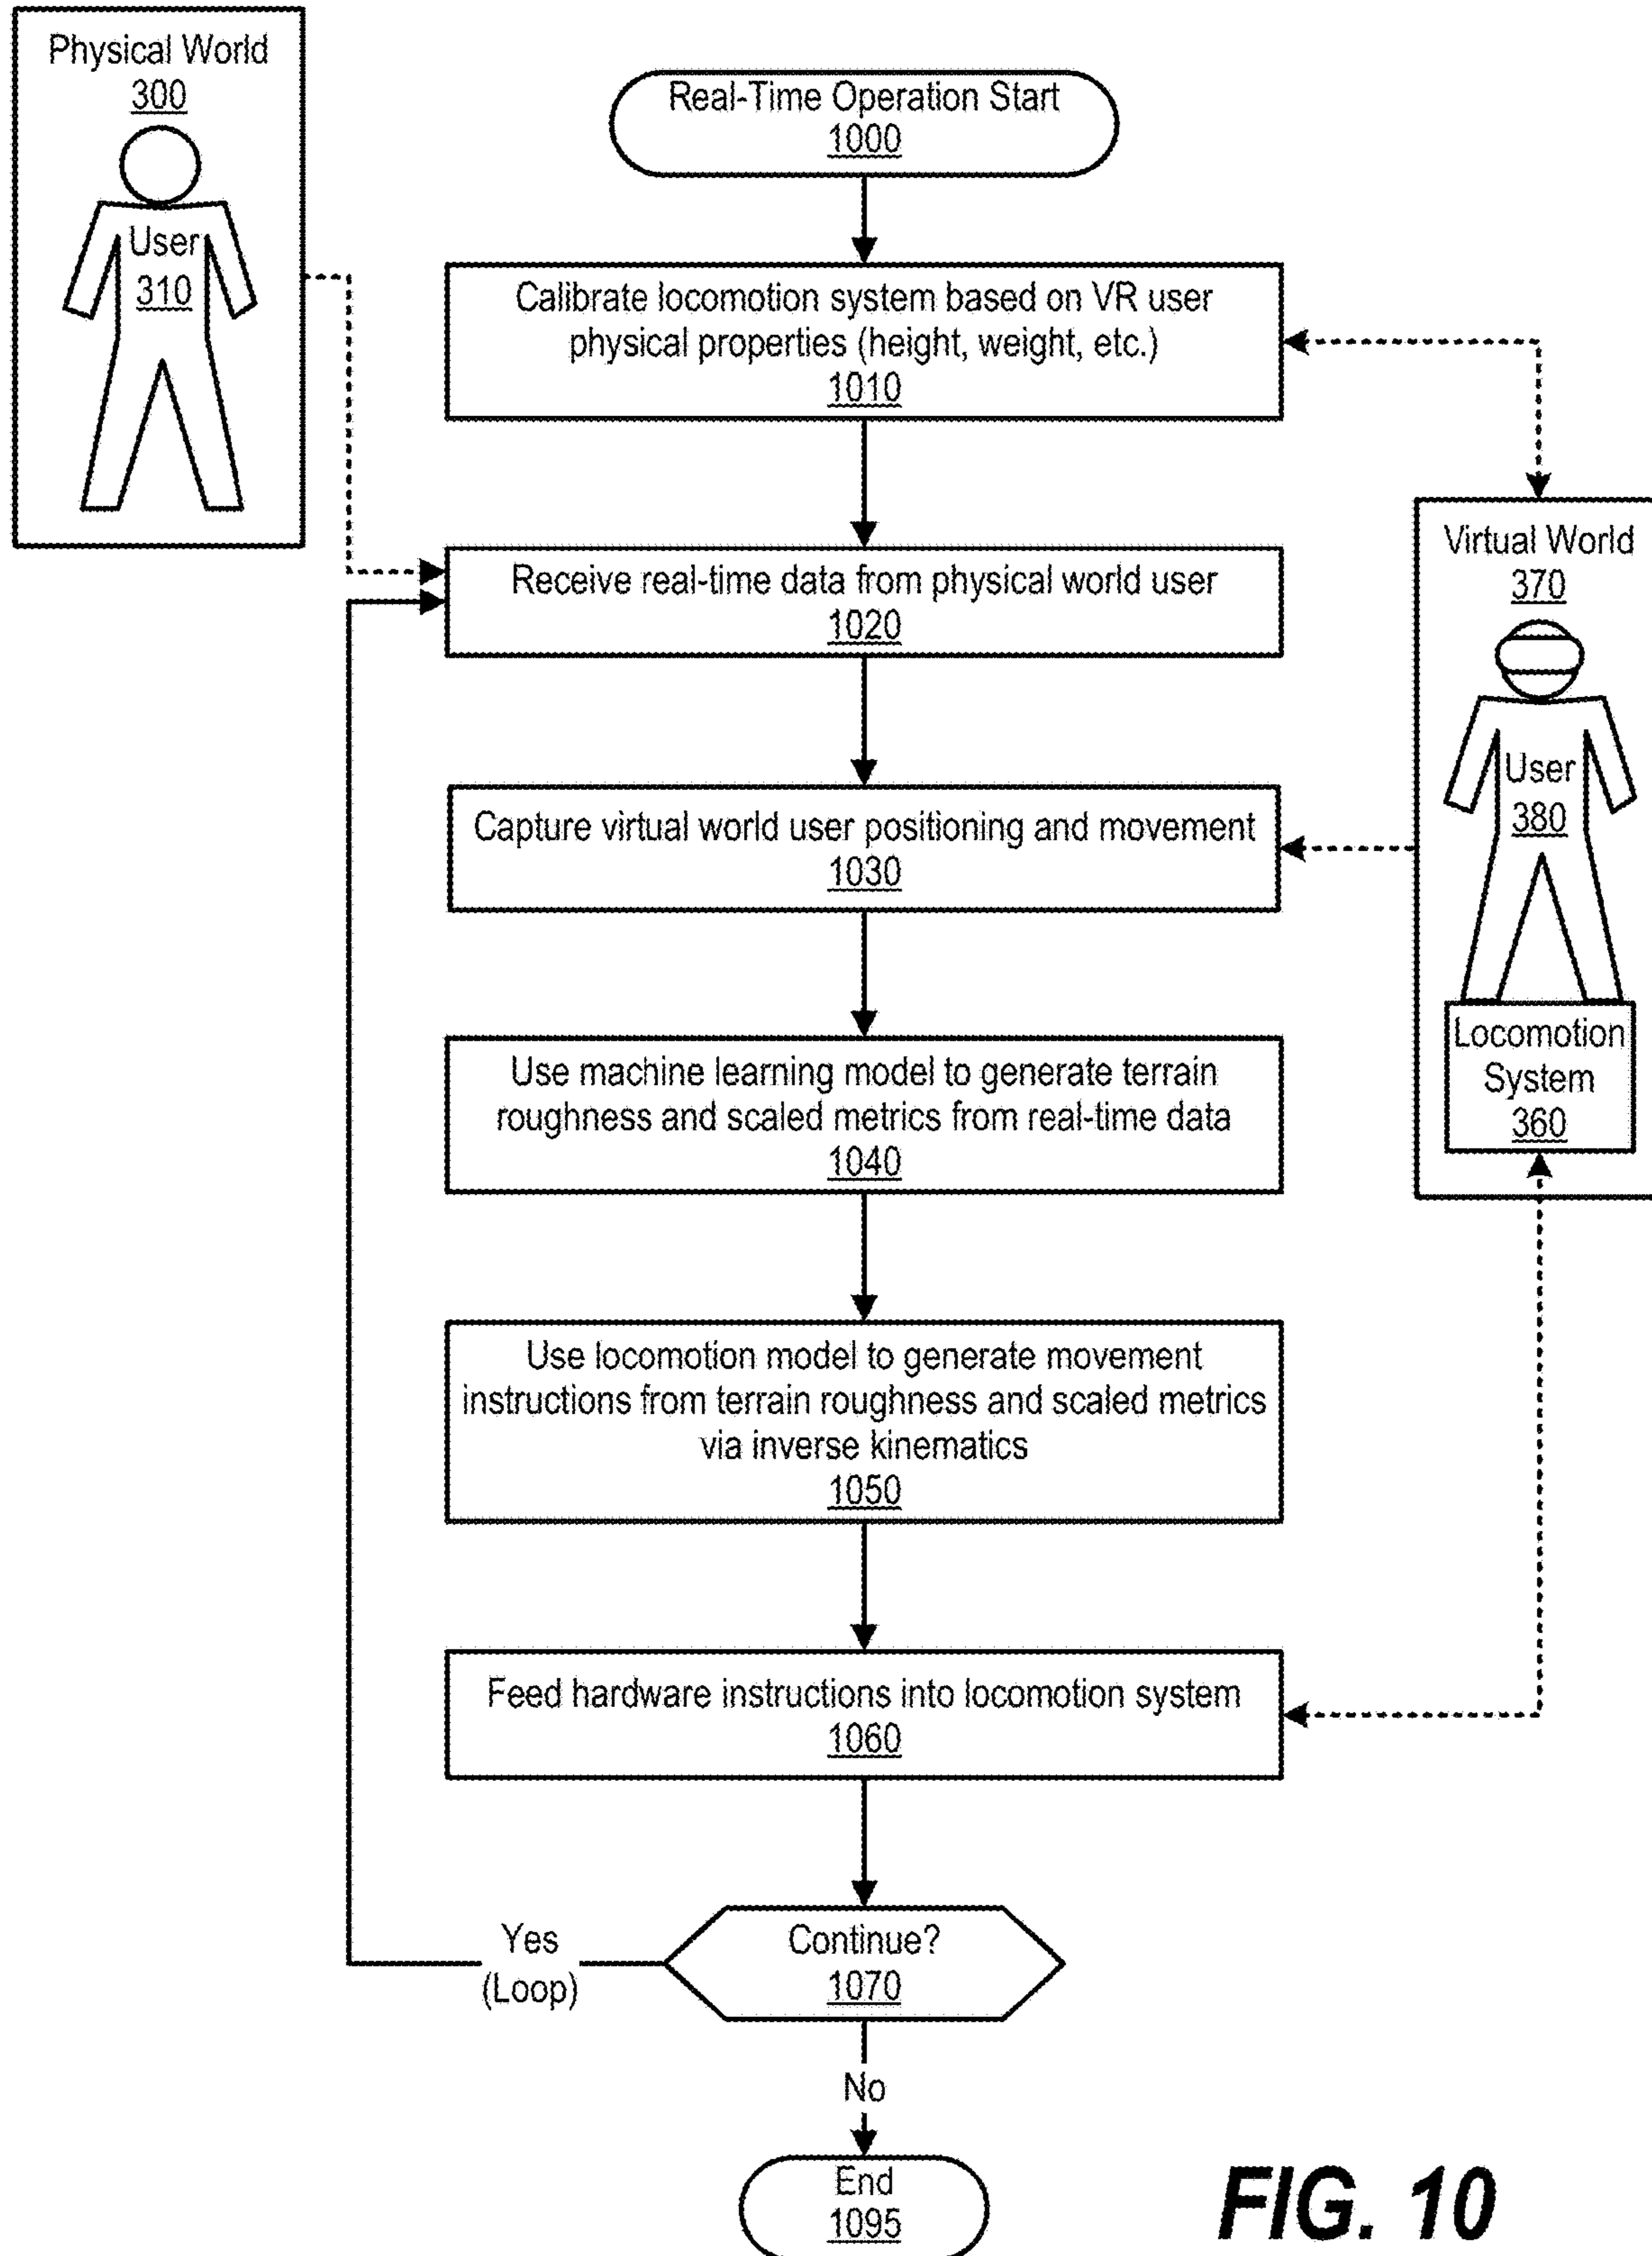 Physical World
300
User
310
Real-Time Operation Start
1000
Calibrate locomotion system based on VR user
physical properties (height, weight, etc.)
1010
Receive real-time data from physical world user
1020
Virtual World
370
User
380
Locomotion
System
360
Capture virtual world user positioning and movement
1030
Use machine learning model to generate terrain
roughness and scaled metrics from real-time data
1040
Use locomotion model to generate movement
instructions from terrain roughness and scaled metrics
via inverse kinematics
1050
Feed hardware instructions into locomotion system
1060
Continue?
1070
Yes
(Loop)
No
End
1095
FIG. 10